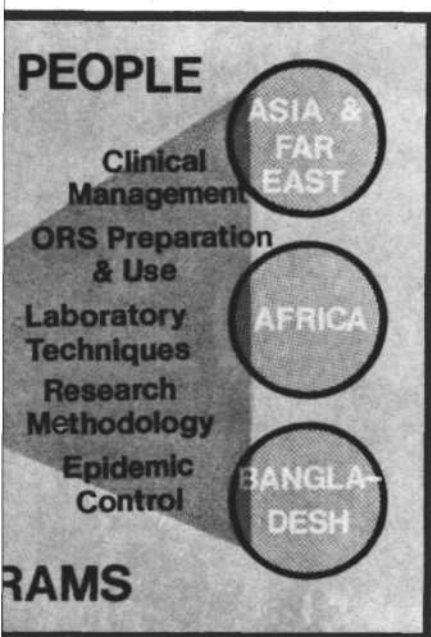 PEOPLE
ASIA &
FAR
EAST
Clinical
Management
ORS Preparation
& Use
Laboratory
Techniques
AFRICA
Research
Methodology
Epidemic
Control
BANGLA-
DESH
RAMS